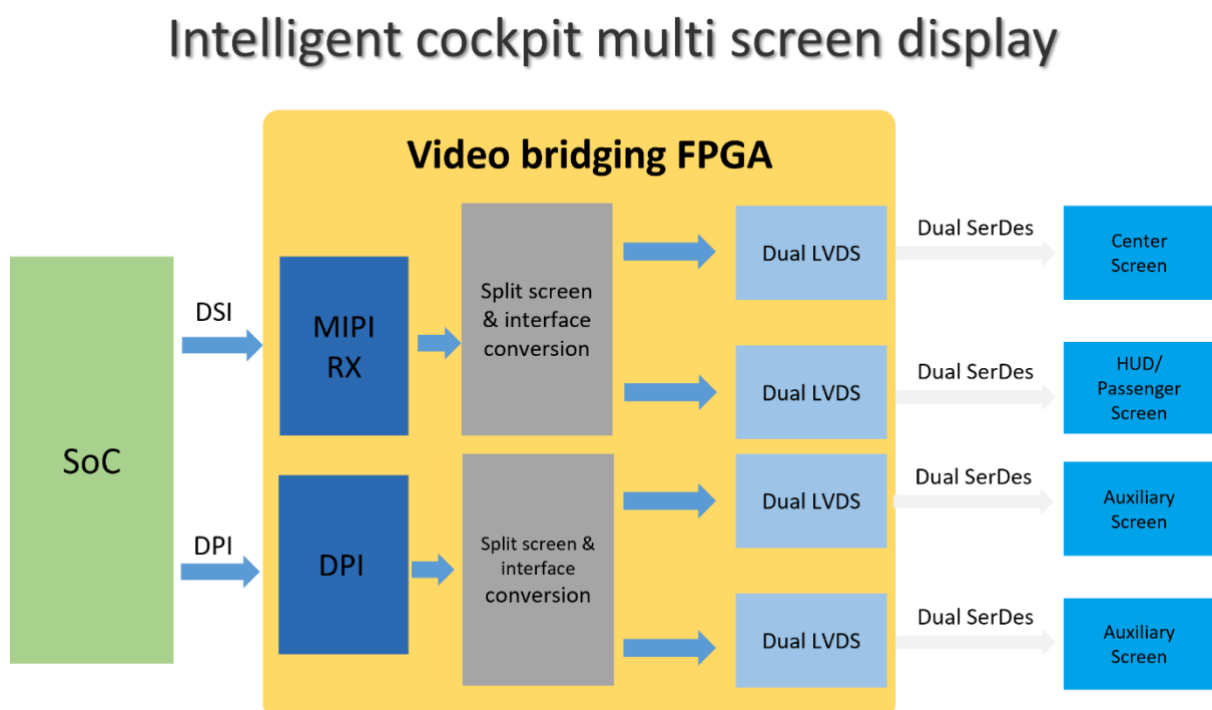 Intelligent cockpit multi screen display
Video bridging FPGA
SoC
DSI
DPI
MIPI
RX
DPI
Split screen
& interface
conversion
Split screen &
interface
conversion
Dual LVDS
Dual LVDS
Dual LVDS
Dual LVDS
Dual SerDes
Dual SerDes
Dual SerDes
Dual SerDes
Center
Screen
HUD/
Passenger
Screen
Auxiliary
Screen
Auxiliary
Screen